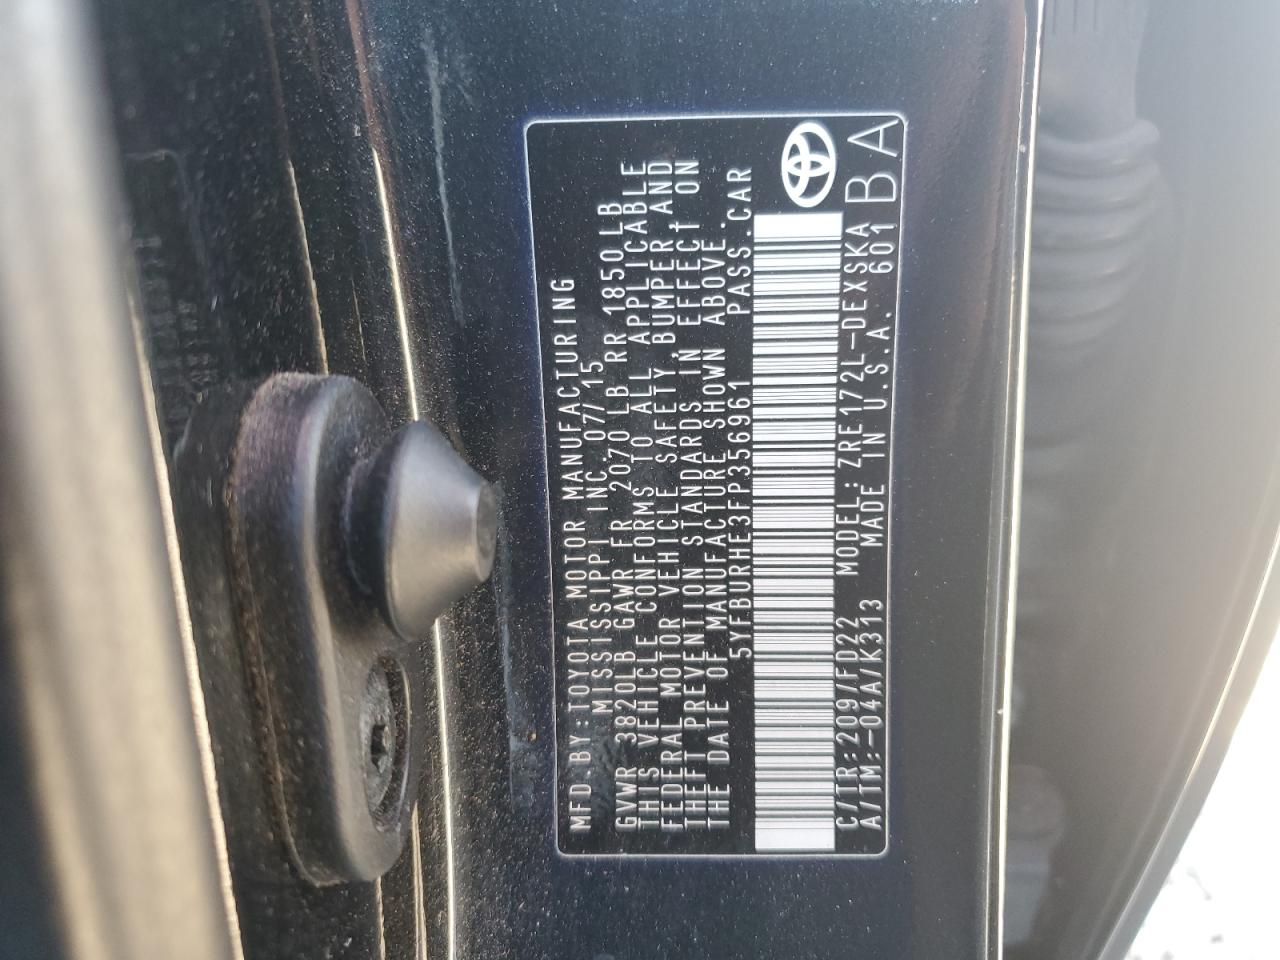 MFD.BY:TOYOTA MOTOR MANUFACTURING
MISSISSIPPI INC. 07/15
GVWR 3820LB GAWR FR 2070LB RR 1850LB
THIS VEHICLE CONFORMS TO ALL APPLICABLE
FEDERAL MOTOR VEHICLE SAFETY,BUMPER,AND
THEFT PREVENTION STANDARDS IN EFFECT ON
THE DATE OF MANUFACTURE SHOWN ABOVE.
5YFBURHE3FP356961 PASS.CAR
C/TR:209/FD22 MODEL:ZRE172L-DEXSKA
A/TM:-04A/K313 MADE IN U.S.A. 601
BA